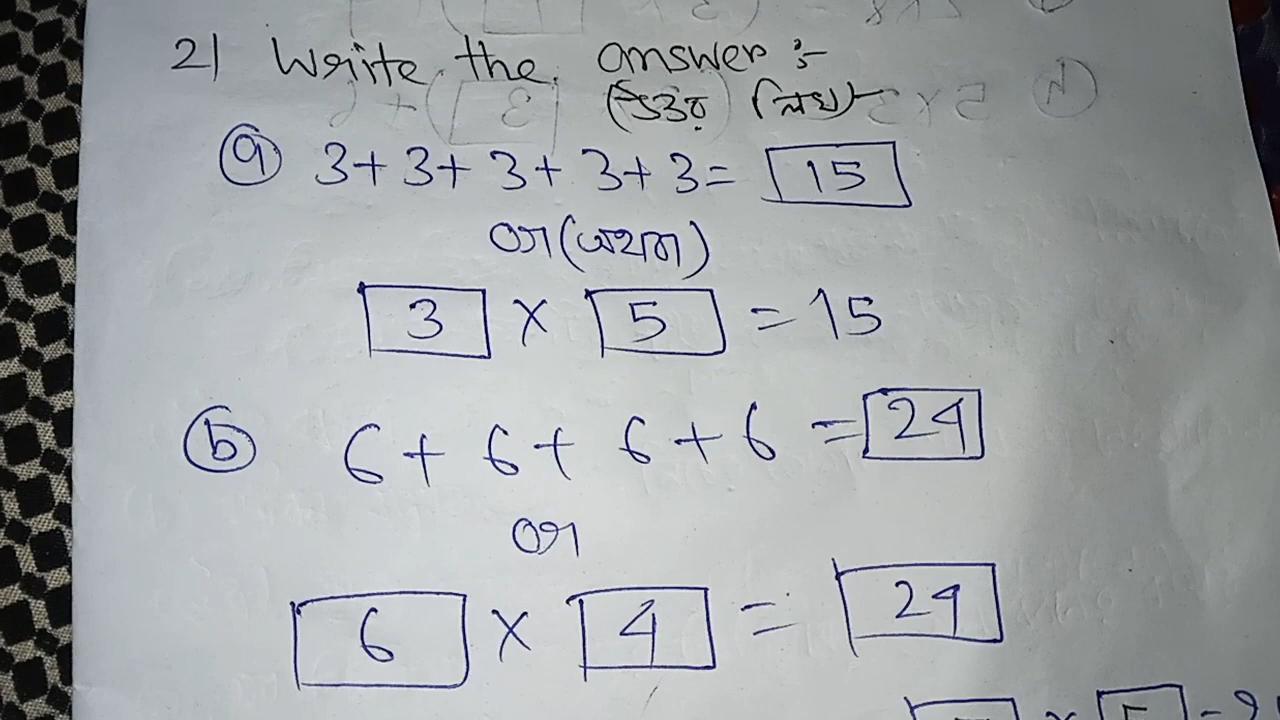 2| Write the answer :-
(উত্তর লিখ)-
(a) 3+3+3+3+3= 15
or (অথবা)
3 × 5 = 15
(b) 6+6+6+6 = 24
or
6 × 4 = 24